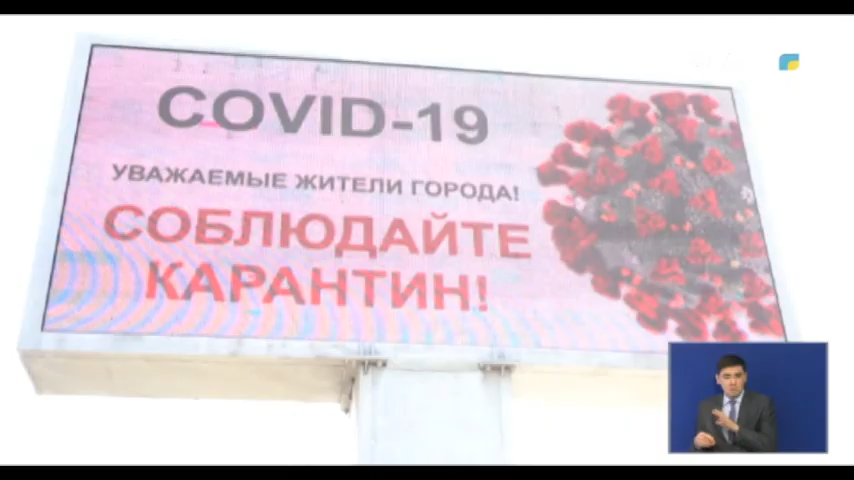 COVID-19
УВАЖАЕМЫЕ ЖИТЕЛИ ГОРОДА!
СОБЛЮДАЙТЕ
КАРАНТИН!